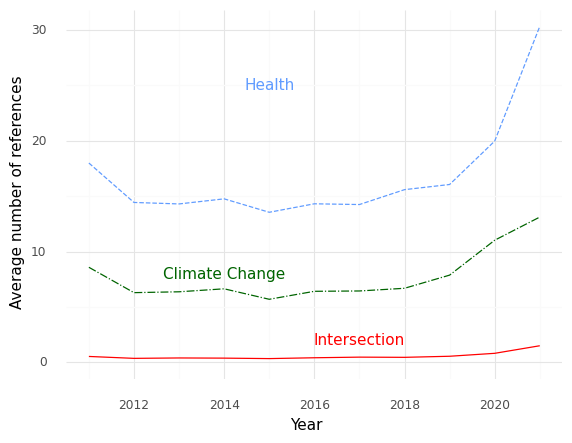 30
20
10
0
Average number of references
Health
Climate Change
Intersection
2012 2014 2016 2018 2020
Year